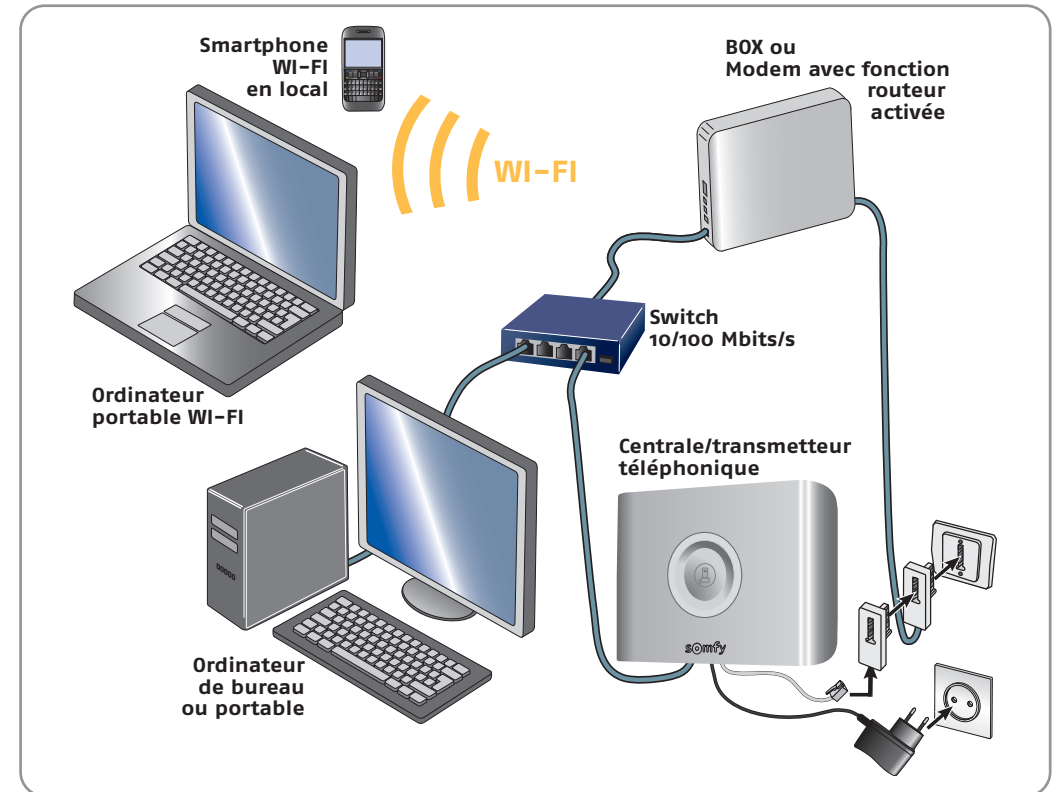 Smartphone
WI-FI
en local
BOX ou
Modem avec fonction
routeur
activée
WI-FI
Switch
10/100 Mbits/s
Ordinateur
portable WI-FI
Centrale/transmetteur
téléphonique
somfy
Ordinateur
de bureau
ou portable